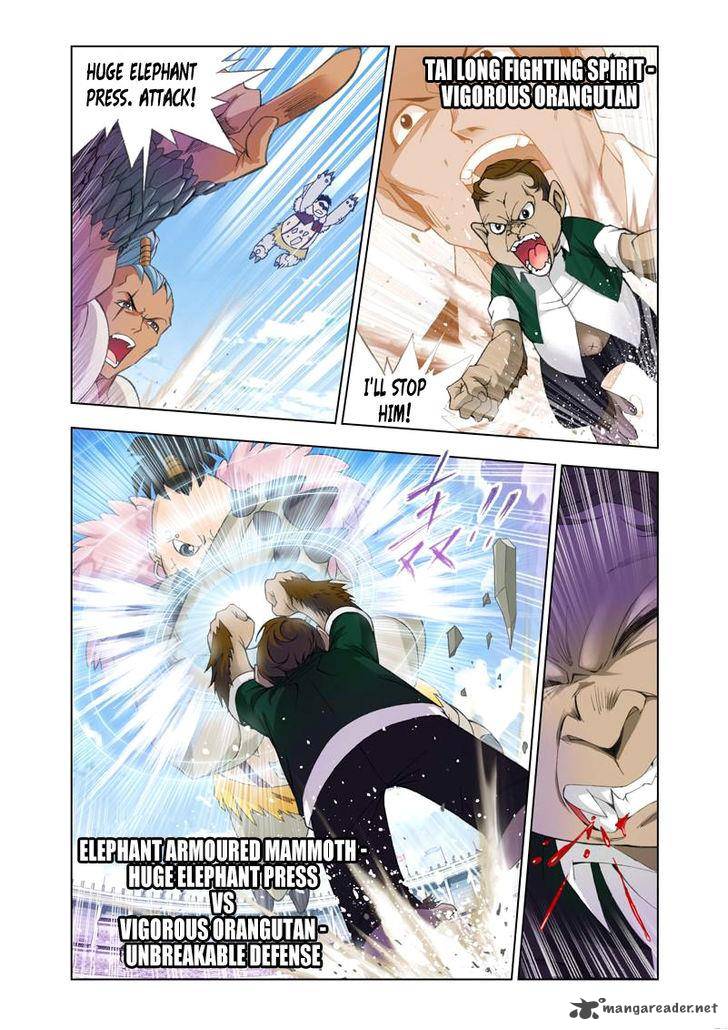 HUGE ELEPHANT
PRESS. ATTACK!
TAI LONG FIGHTING SPIRIT -
VIGOROUS ORANGUTAN
I'LL STOP
HIM!
轰!!!
ELEPHANT ARMOURED MAMMOTH -
HUGE ELEPHANT PRESS
VS
VIGOROUS ORANGUTAN -
UNBREAKABLE DEFENSE
mangareader.net